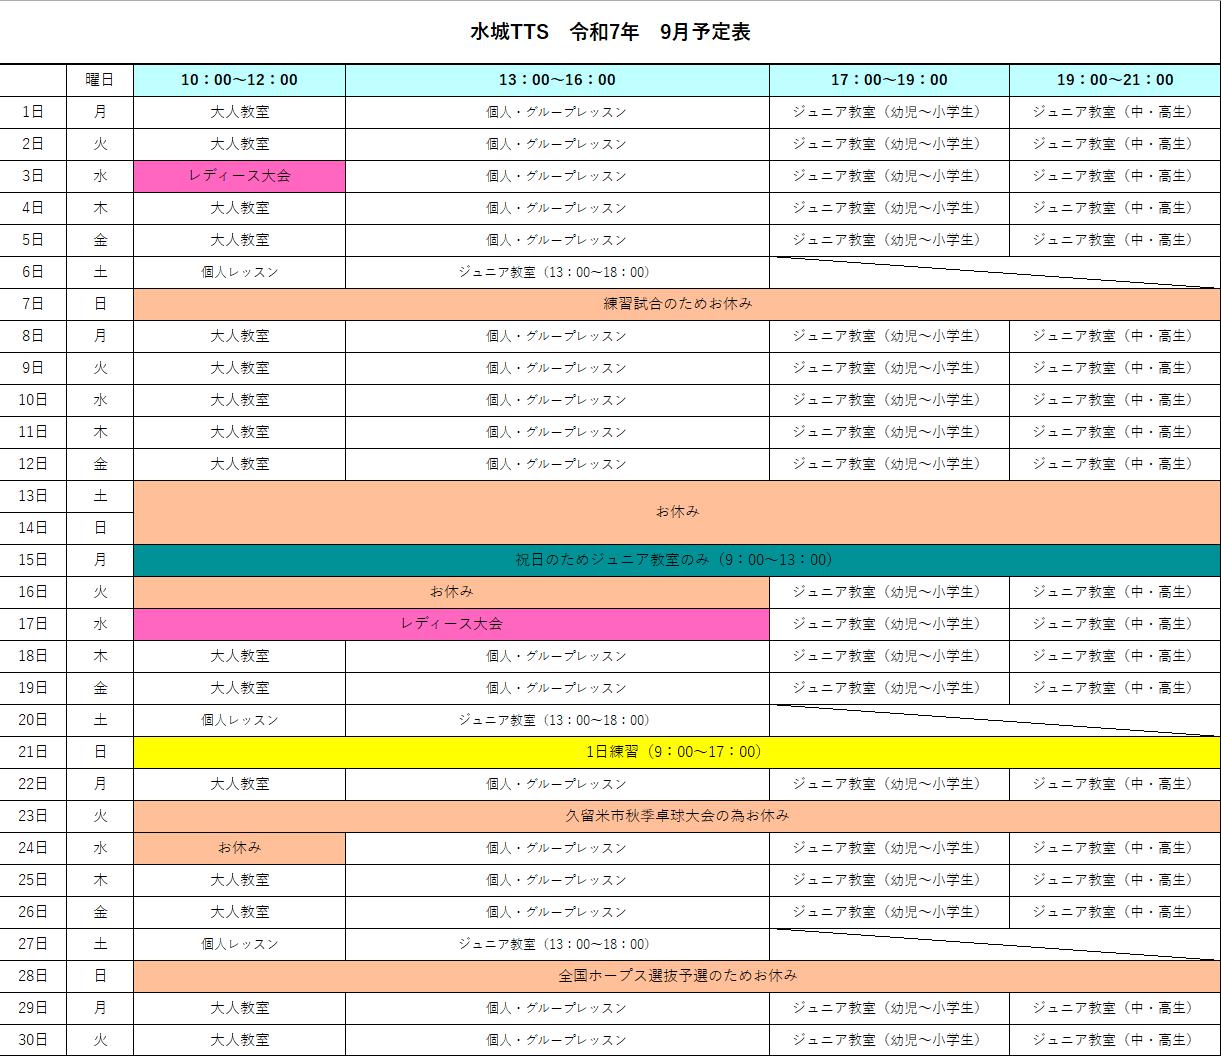 水城TTS　令和7年　9月予定表
曜日 10：00～12：00 13：00～16：00 17：00～19：00 19：00～21：00
1日 月 大人教室 個人・グループレッスン ジュニア教室（幼児～小学生） ジュニア教室（中・高生）
2日 火 大人教室 個人・グループレッスン ジュニア教室（幼児～小学生） ジュニア教室（中・高生）
3日 水 レディース大会 個人・グループレッスン ジュニア教室（幼児～小学生） ジュニア教室（中・高生）
4日 木 大人教室 個人・グループレッスン ジュニア教室（幼児～小学生） ジュニア教室（中・高生）
5日 金 大人教室 個人・グループレッスン ジュニア教室（幼児～小学生） ジュニア教室（中・高生）
6日 土 個人レッスン ジュニア教室（13：00～18：00）
7日 日 練習試合のためお休み
8日 月 大人教室 個人・グループレッスン ジュニア教室（幼児～小学生） ジュニア教室（中・高生）
9日 火 大人教室 個人・グループレッスン ジュニア教室（幼児～小学生） ジュニア教室（中・高生）
10日 水 大人教室 個人・グループレッスン ジュニア教室（幼児～小学生） ジュニア教室（中・高生）
11日 木 大人教室 個人・グループレッスン ジュニア教室（幼児～小学生） ジュニア教室（中・高生）
12日 金 大人教室 個人・グループレッスン ジュニア教室（幼児～小学生） ジュニア教室（中・高生）
13日 土
お休み
14日 日
15日 月 祝日のためジュニア教室のみ（9：00～13：00）
16日 火 お休み ジュニア教室（幼児～小学生） ジュニア教室（中・高生）
17日 水 レディース大会 ジュニア教室（幼児～小学生） ジュニア教室（中・高生）
18日 木 大人教室 個人・グループレッスン ジュニア教室（幼児～小学生） ジュニア教室（中・高生）
19日 金 大人教室 個人・グループレッスン ジュニア教室（幼児～小学生） ジュニア教室（中・高生）
20日 土 個人レッスン ジュニア教室（13：00～18：00）
21日 日 1日練習（9：00～17：00）
22日 月 大人教室 個人・グループレッスン ジュニア教室（幼児～小学生） ジュニア教室（中・高生）
23日 火 久留米市秋季卓球大会の為お休み
24日 水 お休み 個人・グループレッスン ジュニア教室（幼児～小学生） ジュニア教室（中・高生）
25日 木 大人教室 個人・グループレッスン ジュニア教室（幼児～小学生） ジュニア教室（中・高生）
26日 金 大人教室 個人・グループレッスン ジュニア教室（幼児～小学生） ジュニア教室（中・高生）
27日 土 個人レッスン ジュニア教室（13：00～18：00）
28日 日 全国ホープス選抜予選のためお休み
29日 月 大人教室 個人・グループレッスン ジュニア教室（幼児～小学生） ジュニア教室（中・高生）
30日 火 大人教室 個人・グループレッスン ジュニア教室（幼児～小学生） ジュニア教室（中・高生）